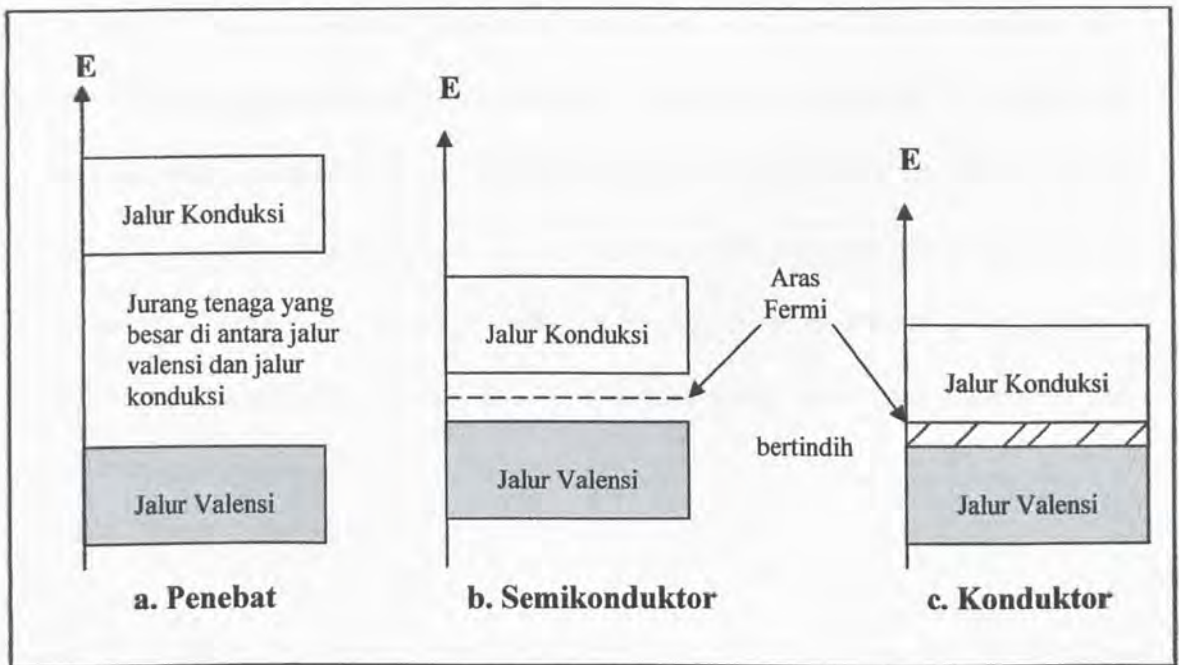 E
Jalur Konduksi
Jurang tenaga yang
besar di antara jalur
valensi dan jalur
konduksi
Jalur Valensi
a. Penebat
E
Jalur Konduksi
Jalur Valensi
b. Semikonduktor
Aras
Fermi
bertindih
E
Jalur Konduksi
Jalur Valensi
c. Konduktor